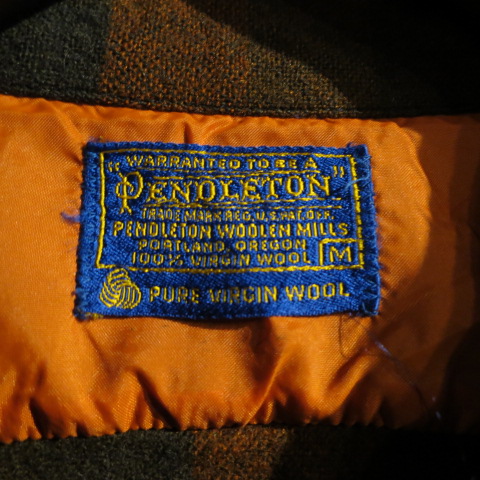 "WARRANTED TO BE A
PENDLETON"
TRADE MARK REG. U.S. PAT. OFF.
PENDLETON WOOLEN MILLS
PORTLAND, OREGON
100% VIRGIN WOOL M
PURE VIRGIN WOOL